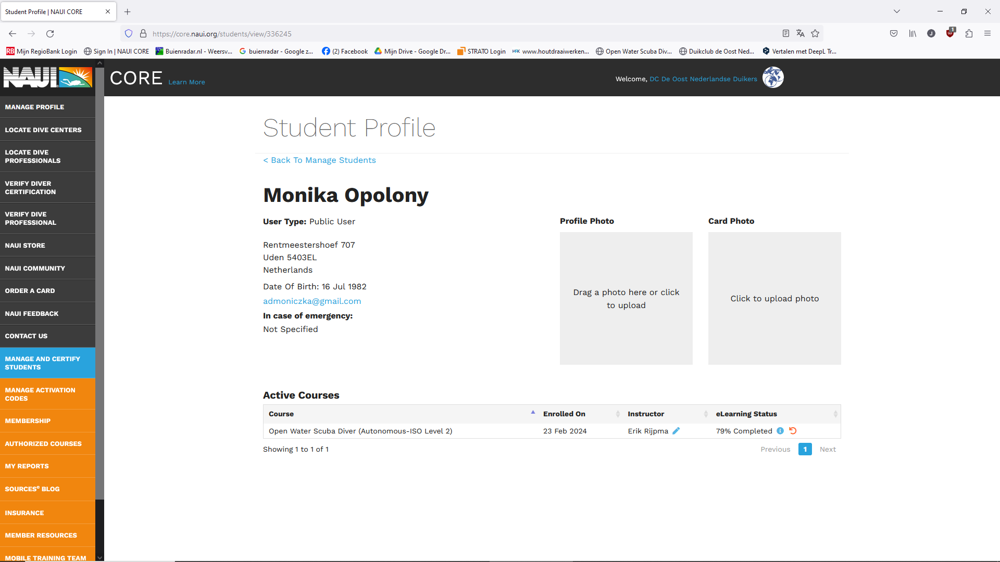 Student Profile | NAUI CORE
https://core.naui.org/students/view/336245
1
J
RB Mijn RegioBank Login
Sign In | NAUI CORE
Buienradar.nl - Weersv...
buienradar - Google z...
(2) Facebook
Mijn Drive - Google Dr...
STRATO Login
www.houtdraaiwerken...
Open Water Scuba Div...
Duikclub de Oost Ned...
Vertalen met DeepL Tr...
NAUI
CORE Learn More
Welcome, DC De Oost Nederlandse Duikers
MANAGE PROFILE
LOCATE DIVE CENTERS
LOCATE DIVE
PROFESSIONALS
VERIFY DIVER
CERTIFICATION
VERIFY DIVE
PROFESSIONAL
NAUI STORE
NAUI COMMUNITY
ORDER A CARD
NAUI FEEDBACK
CONTACT US
MANAGE AND CERTIFY
STUDENTS
MANAGE ACTIVATION
CODES
MEMBERSHIP
AUTHORIZED COURSES
MY REPORTS
SOURCES® BLOG
INSURANCE
MEMBER RESOURCES
MOBILE TRAINING TEAM
Student Profile
< Back To Manage Students
Monika Opolony
User Type: Public User
Rentmeestershoef 707
Uden 5403EL
Netherlands
Date Of Birth: 16 Jul 1982
admoniczka@gmail.com
In case of emergency:
Not Specified
Profile Photo
Drag a photo here or click
to upload
Card Photo
Click to upload photo
Active Courses
Course Enrolled On Instructor eLearning Status
Open Water Scuba Diver (Autonomous-ISO Level 2) 23 Feb 2024 Erik Rijpma 79% Completed
Showing 1 to 1 of 1
Previous 1 Next